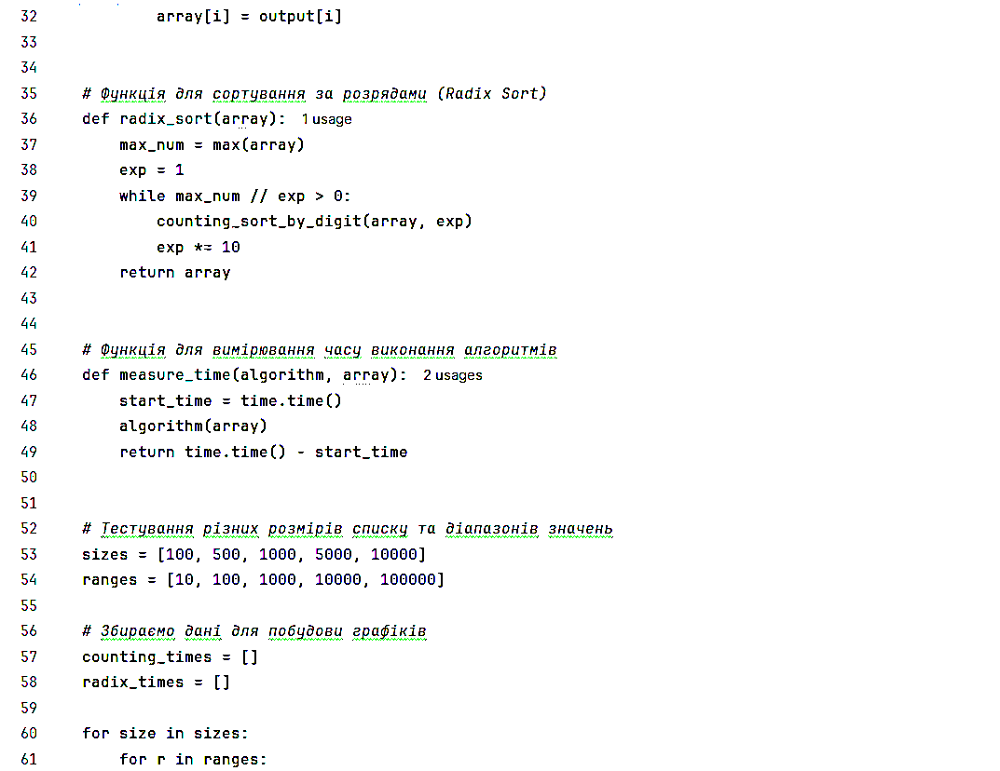 32 array[i] = output[i]
33
34
35 # Функція для сортування за розрядами (Radix Sort)
36 def radix_sort(array): 1 usage
37 max_num = max(array)
38 exp = 1
39 while max_num // exp > 0:
40 counting_sort_by_digit(array, exp)
41 exp *= 10
42 return array
43
44
45 # Функція для вимірювання часу виконання алгоритмів
46 def measure_time(algorithm, array): 2 usages
47 start_time = time.time()
48 algorithm(array)
49 return time.time() - start_time
50
51
52 # Тестування різних розмірів списку та діапазонів значень
53 sizes = [100, 500, 1000, 5000, 10000]
54 ranges = [10, 100, 1000, 10000, 100000]
55
56 # Збираємо дані для побудови графіків
57 counting_times = []
58 radix_times = []
59
60 for size in sizes:
61 for r in ranges: